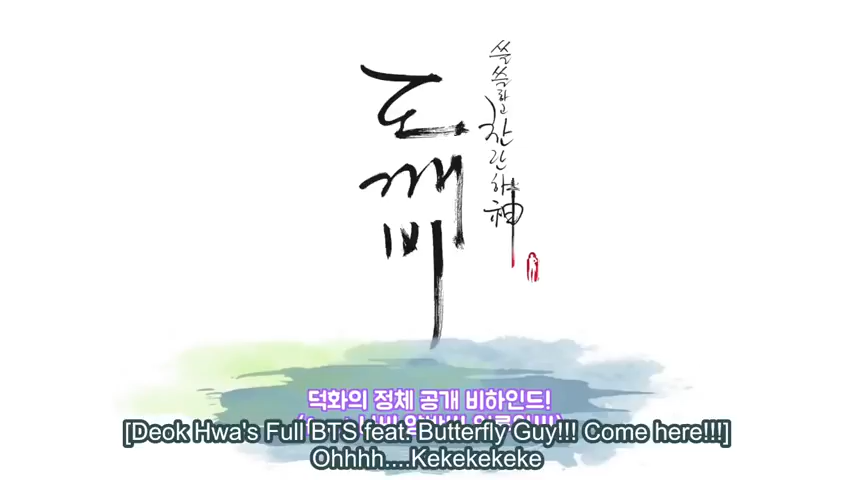 도깨비
쓸쓸하고 찬란하神
덕화의 정체 공개 비하인드!
[Deok Hwa's Full BTS feat. Butterfly Guy!!! Come here!!!]
Ohhhh....Kekekekeke